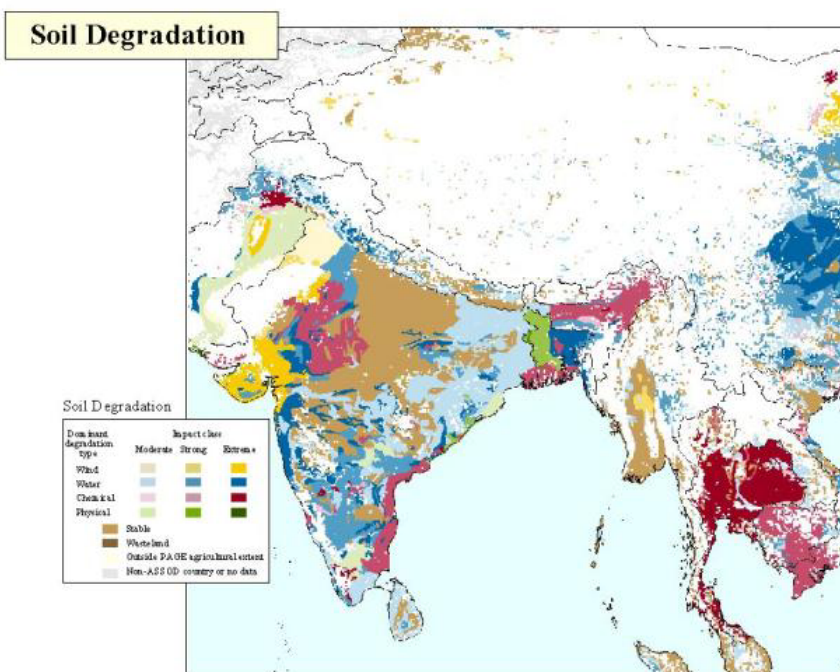 Soil Degradation
Soil Degradation
Dominant degradation type
Impact class
Moderate Strong Extreme
Wind
Water
Chemical
Physical
Stable
Wasteland
Outside PAGE agricultural extent
Non-ASSOD country or no data